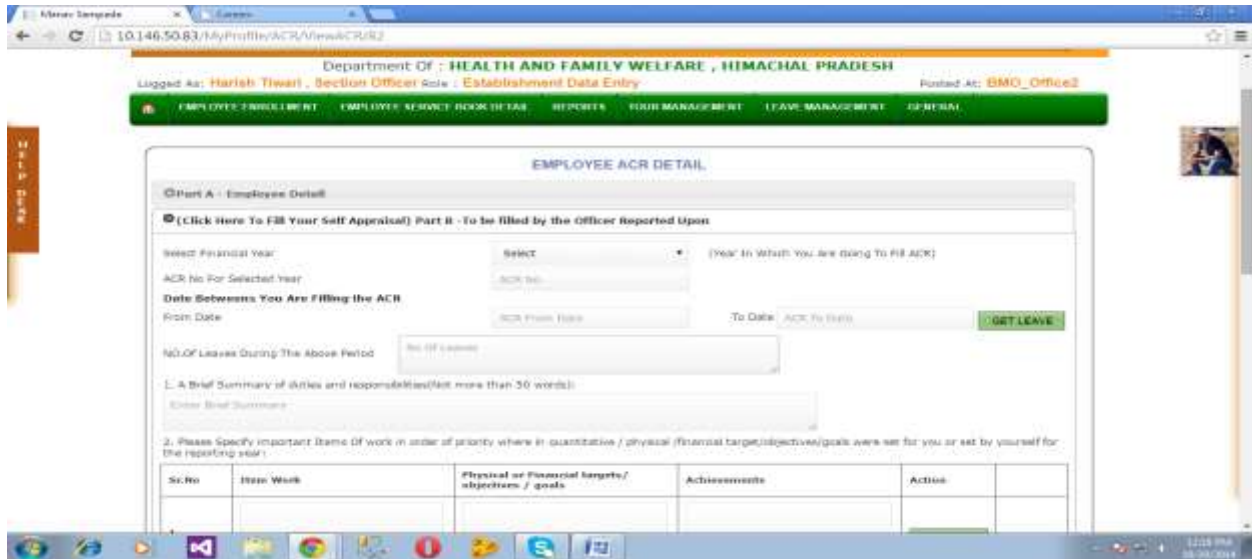 Manav Sampada
10.146.50.83/MyProfile/ACR/ViewACR/82
Department Of : HEALTH AND FAMILY WELFARE , HIMACHAL PRADESH
Logged As: Harish Tiwari , Section Officer Role : Establishment Data Entry Posted At: BMO_Office2
EMPLOYEE ENROLLMENT EMPLOYEE SERVICE BOOK DETAIL REPORTS TOUR MANAGEMENT LEAVE MANAGEMENT GENERAL
HELP DESK
EMPLOYEE ACR DETAIL
Part A - Employee Detail
(Click Here To Fill Your Self Appraisal) Part B -To be filled by the Officer Reported Upon
Select Financial Year Select (Year In Which You Are Going To Fill ACR)
ACR No For Selected Year ACR No.
Date Betweens You Are Filling the ACR
From Date ACR From Date To Date ACR To Date GET LEAVE
NO.Of Leaves During The Above Period No Of Leaves
1. A Brief Summary of duties and responsibilities(Not more than 50 words):
Enter Brief Summary
2. Please Specify important Items Of work in order of priority where in quantitative / physical /financial target/objectives/goals were set for you or set by yourself for
the reporting year:
Sr.No Item Work Physical or Financial targets/ Achievements Action
objectives / goals
12:18 PM